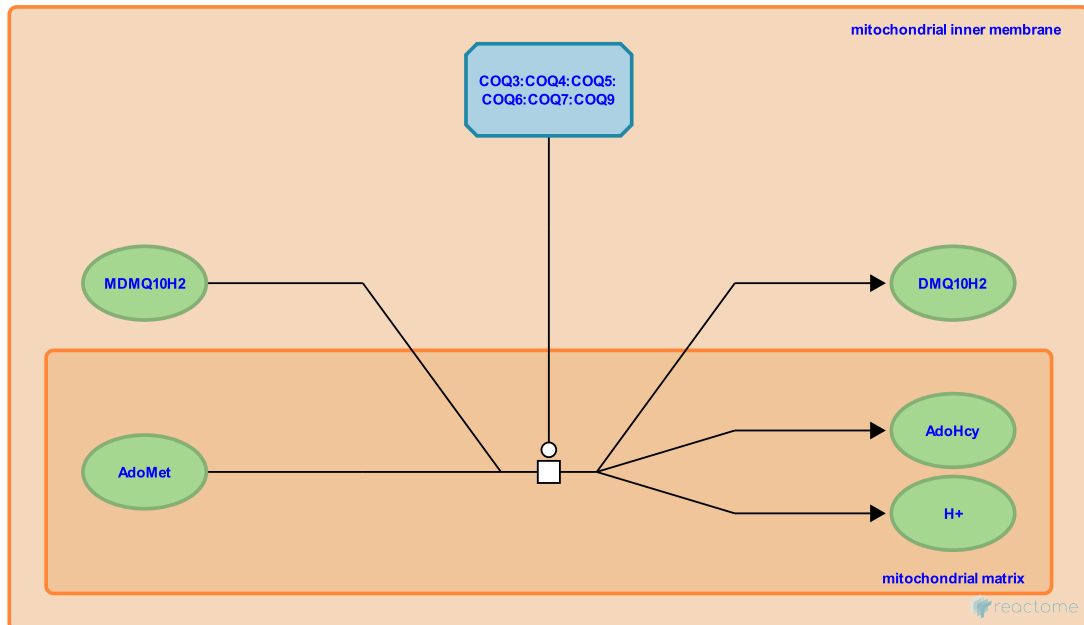 mitochondrial inner membrane
COQ3:COQ4:COQ5:
COQ6:COQ7:COQ9
MDMQ10H2
DMQ10H2
AdoHcy
AdoMet
H+
mitochondrial matrix
reactome